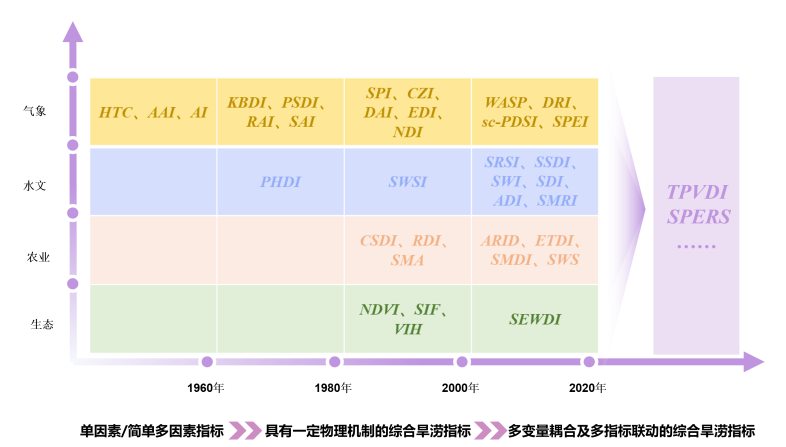 气象
HTC、AAI、AI
KBDI、PSDI、
RAI、SAI
SPI、CZI、
DAI、EDI、
NDI
WASP、DRI、
sc-PDSI、SPEI
水文
PHDI
SWSI
SRSI、SSDI、
SWI、SDI、
ADI、SMRI
农业
CSDI、RDI、
SMA
ARID、ETDI、
SMDI、SWS
生态
NDVI、SIF、
VIH
SEWDI
TPVDI
SPERS
……
1960年
1980年
2000年
2020年
单因素/简单多因素指标
具有一定物理机制的综合旱涝指标
多变量耦合及多指标联动的综合旱涝指标